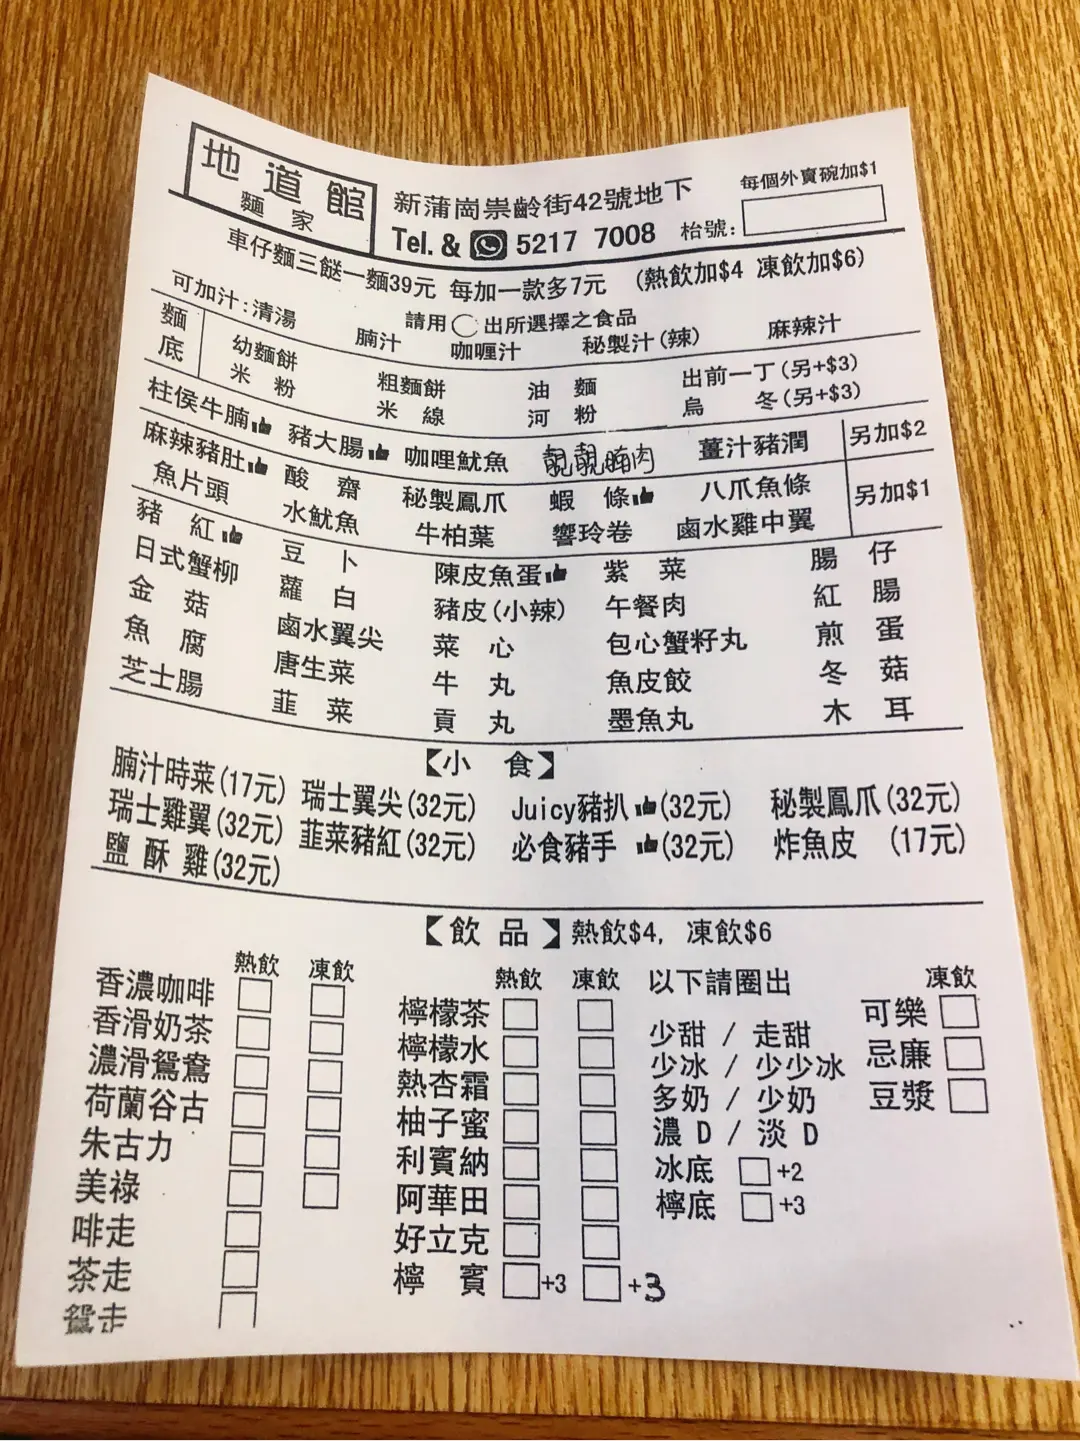 地道館
麵家
新蒲崗崇齡街42號地下
每個外賣碗加$1
Tel. & 5217 7008 枱號:
車仔麵三餸一麵39元 每加一款多7元 (熱飲加$4 凍飲加$6)
請用○出所選擇之食品
可加汁:清湯 腩汁 咖喱汁 秘製汁(辣) 麻辣汁
麵底 幼麵餅 粗麵餅 油麵 出前一丁(另+$3)
米粉 米線 河粉 烏冬(另+$3)
柱侯牛腩 豬大腸 咖哩魷魚 靚靚腩肉 薑汁豬潤 另加$2
麻辣豬肚 酸齋 秘製鳳爪 蝦條 八爪魚條 另加$1
魚片頭 水魷魚 牛柏葉 響玲卷 鹵水雞中翼
豬紅 豆卜 陳皮魚蛋 紫菜 腸仔
日式蟹柳 蘿白 豬皮(小辣) 午餐肉 紅腸
金菇 鹵水翼尖 菜心 包心蟹籽丸 煎蛋
魚腐 唐生菜 牛丸 魚皮餃 冬菇
芝士腸 韮菜 貢丸 墨魚丸 木耳
【小食】
腩汁時菜(17元) 瑞士翼尖(32元) Juicy豬扒(32元) 秘製鳳爪(32元)
瑞士雞翼(32元) 韮菜豬紅(32元) 必食豬手(32元) 炸魚皮(17元)
鹽酥雞(32元)
【飲品】熱飲$4, 凍飲$6
熱飲 凍飲
香濃咖啡
香滑奶茶
濃滑鴛鴦
荷蘭谷古
朱古力
美祿
啡走
茶走
鴛走
熱飲 凍飲
檸檬茶
檸檬水
熱杏霜
柚子蜜
利賓納
阿華田
好立克
檸賓 +3 +3
以下請圈出
少甜 / 走甜
少冰 / 少少冰
多奶 / 少奶
濃 D / 淡 D
冰底 +2
檸底 +3
凍飲
可樂
忌廉
豆漿